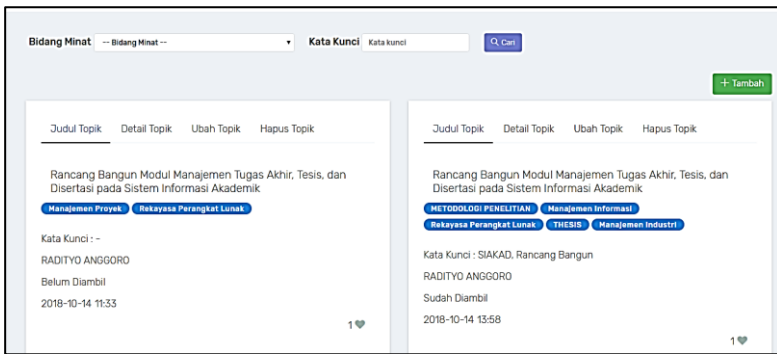 Bidang Minat -- Bidang Minat -- Kata Kunci Kata kunci Cari
+ Tambah
Judul Topik Detail Topik Ubah Topik Hapus Topik
Rancang Bangun Modul Manajemen Tugas Akhir, Tesis, dan
Disertasi pada Sistem Informasi Akademik
Manajemen Proyek Rekayasa Perangkat Lunak
Kata Kunci : -
RADITYO ANGGORO
Belum Diambil
2018-10-14 11:33
1
Judul Topik Detail Topik Ubah Topik Hapus Topik
Rancang Bangun Modul Manajemen Tugas Akhir, Tesis, dan
Disertasi pada Sistem Informasi Akademik
METODOLOGI PENELITIAN Manajemen Informasi
Rekayasa Perangkat Lunak THESIS Manajemen Industri
Kata Kunci : SIAKAD, Rancang Bangun
RADITYO ANGGORO
Sudah Diambil
2018-10-14 13:58
1